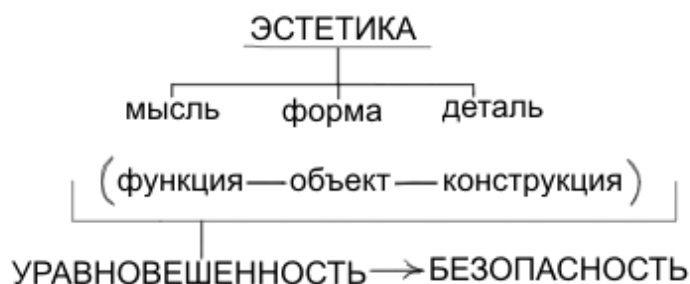 ЭСТЕТИКА
мысль форма деталь
(функция — объект — конструкция)
УРАВНОВЕШЕННОСТЬ → БЕЗОПАСНОСТЬ